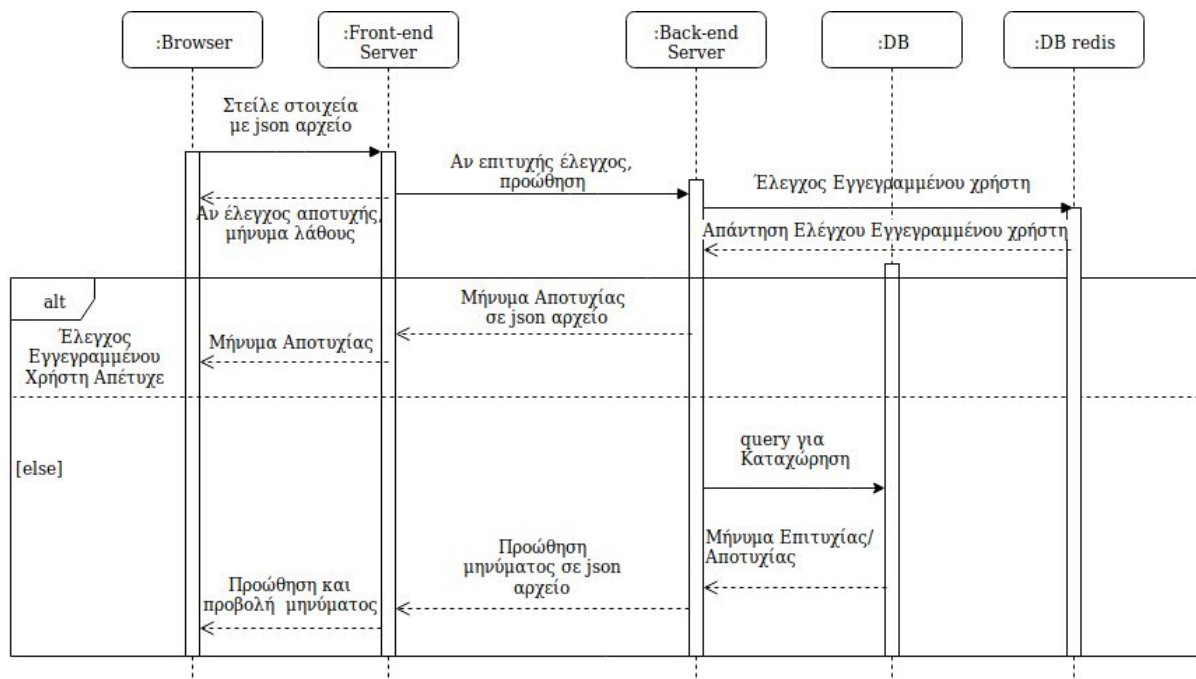 :Browser
:Front-end
Server
:Back-end
Server
:DB
:DB redis
Στείλε στοιχεία
με json αρχείο
Αν επιτυχής έλεγχος,
προώθηση
Έλεγχος Εγγεγραμμένου χρήστη
Αν έλεγχος αποτυχής,
μήνυμα λάθους
Απάντηση Ελέγχου Εγγεγραμμένου χρήστη
alt
Έλεγχος
Εγγεγραμμένου
Χρήστη Απέτυχε
Μήνυμα Αποτυχίας
σε json αρχείο
Μήνυμα Αποτυχίας
[else]
query για
Καταχώρηση
Μήνυμα Επιτυχίας/
Αποτυχίας
Προώθηση
μηνύματος σε json
αρχείο
Προώθηση και
προβολή μηνύματος